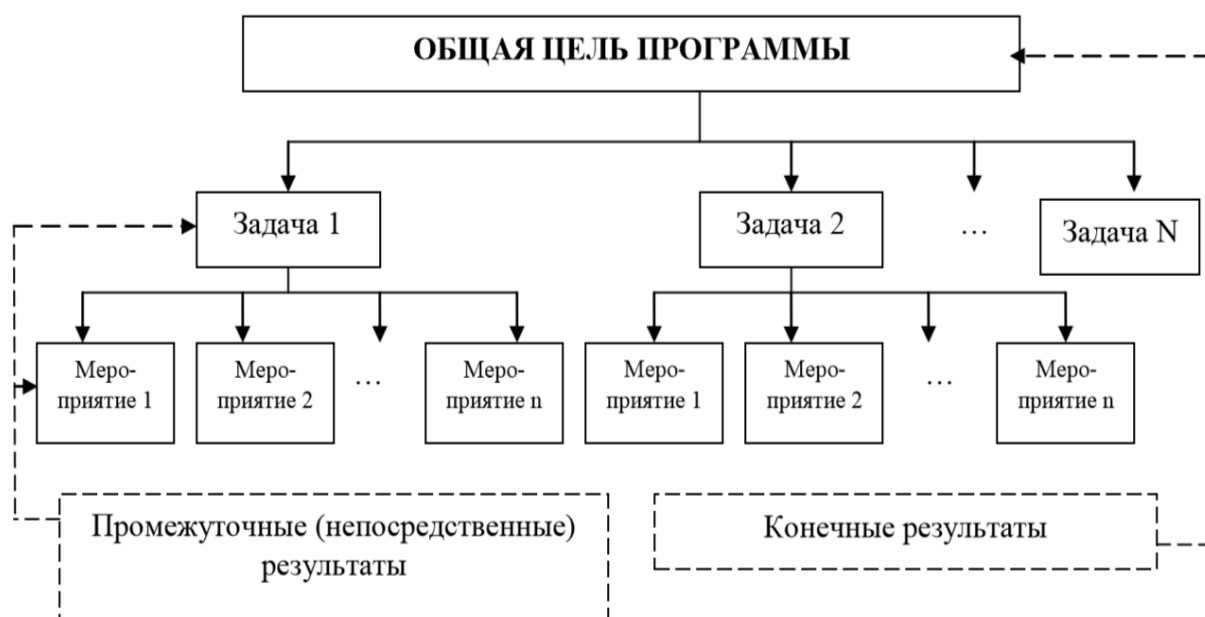 ОБЩАЯ ЦЕЛЬ ПРОГРАММЫ
Задача 1
Задача 2
…
Задача N
Меро-
приятие 1
Меро-
приятие 2
…
Меро-
приятие n
Меро-
приятие 1
Меро-
приятие 2
…
Меро-
приятие n
Промежуточные (непосредственные)
результаты
Конечные результаты